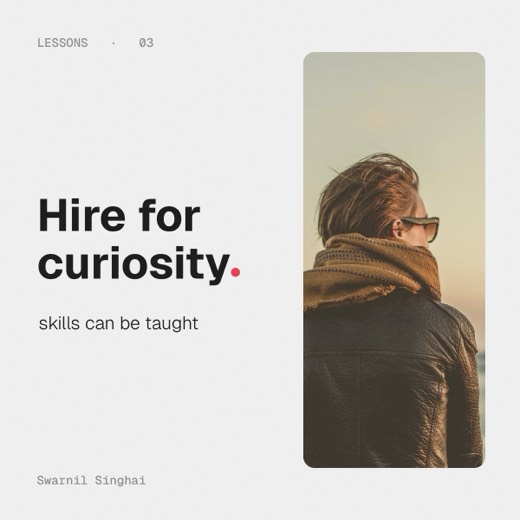 LESSONS · 03
Hire for
curiosity.
skills can be taught
Swarnil Singhai